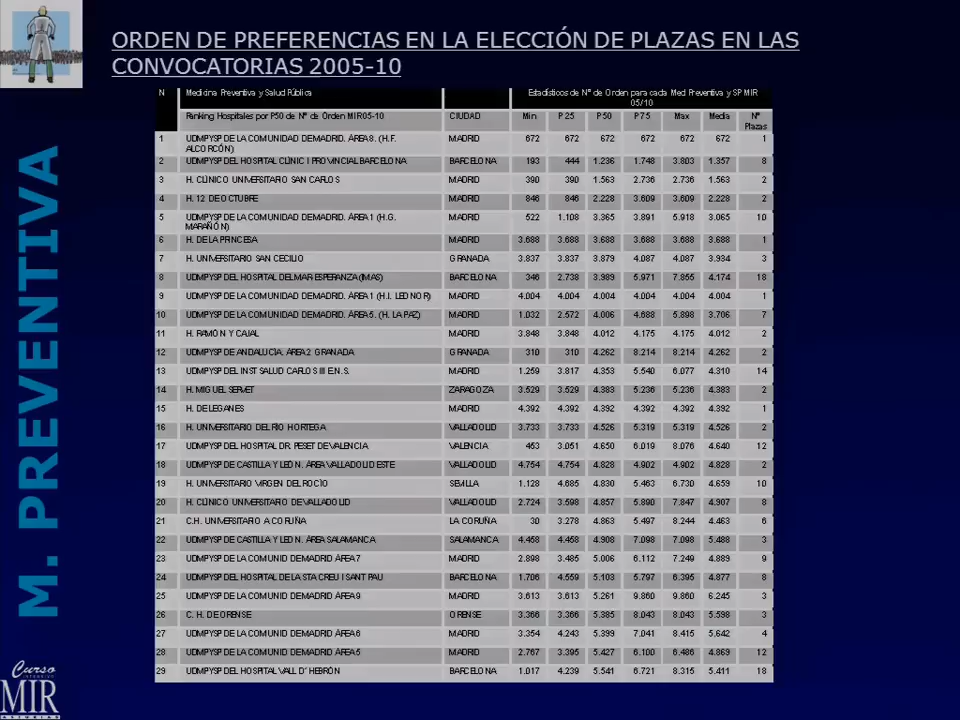 ORDEN DE PREFERENCIAS EN LA ELECCIÓN DE PLAZAS EN LAS
CONVOCATORIAS 2005-10
M. PREVENTIVA
N Medicina Preventiva y Salud Pública Estadísticos de Nº de Orden para cada Med Preventiva y SP MIR
05/10
Ranking Hospitales por P50 de Nº de Orden MIR 05-10 CIUDAD Min P 25 P 50 P 75 Max Media Nº
Plazas
1 UDMPYSP DE LA COMUNIDAD DE MADRID. ÁREA 8. (H.F. MADRID 672 672 672 672 672 672 1
ALCORCÓN)
2 UDMPYSP DEL HOSPITAL CLÍNIC I PROVINCIAL BARCELONA BARCELONA 193 444 1.236 1.748 3.803 1.357 8
3 H. CLÍNICO UNIVERSITARIO SAN CARLOS MADRID 390 390 1.563 2.736 2.736 1.563 2
4 H. 12 DE OCTUBRE MADRID 846 846 2.228 3.609 3.609 2.228 2
5 UDMPYSP DE LA COMUNIDAD DE MADRID. ÁREA 1 (H.G. MADRID 522 1.108 3.365 3.891 5.918 3.065 10
MARAÑÓN)
6 H. DE LA PRINCESA MADRID 3.688 3.688 3.688 3.688 3.688 3.688 1
7 H. UNIVERSITARIO SAN CECILIO GRANADA 3.837 3.837 3.879 4.087 4.087 3.934 3
8 UDMPYSP DEL HOSPITAL DEL MAR-ESPERANZA (IMAS) BARCELONA 346 2.738 3.989 5.971 7.855 4.174 18
9 UDMPYSP DE LA COMUNIDAD DE MADRID. ÁREA 1 (H.I. LEONOR) MADRID 4.004 4.004 4.004 4.004 4.004 4.004 1
10 UDMPYSP DE LA COMUNIDAD DE MADRID. ÁREA 5. (H. LA PAZ) MADRID 1.032 2.572 4.006 4.688 5.898 3.706 7
11 H. RAMÓN Y CAJAL MADRID 3.848 3.848 4.012 4.175 4.175 4.012 2
12 UDMPYSP DE ANDALUCÍA. ÁREA 2 GRANADA GRANADA 310 310 4.262 8.214 8.214 4.262 2
13 UDMPYSP DEL INST SALUD CARLOS III E.N.S. MADRID 1.259 3.817 4.353 5.540 6.077 4.310 14
14 H. MIGUEL SERVET ZARAGOZA 3.529 3.529 4.383 5.236 5.236 4.383 2
15 H. DE LEGANES MADRID 4.392 4.392 4.392 4.392 4.392 4.392 1
16 H. UNIVERSITARIO DEL RÍO HORTEGA VALLADOLID 3.733 3.733 4.526 5.319 5.319 4.526 2
17 UDMPYSP DEL HOSPITAL DR. PESET DE VALENCIA VALENCIA 453 3.051 4.650 6.019 8.076 4.640 12
18 UDMPYSP DE CASTILLA Y LEÓN. ÁREA VALLADOLID ESTE VALLADOLID 4.754 4.754 4.828 4.902 4.902 4.828 2
19 H. UNIVERSITARIO VIRGEN DEL ROCÍO SEVILLA 1.128 4.685 4.830 5.463 6.730 4.659 10
20 H. CLÍNICO UNIVERSITARIO DE VALLADOLID VALLADOLID 2.724 3.598 4.857 5.890 7.847 4.907 8
21 C.H. UNIVERSITARIO A CORUÑA LA CORUÑA 30 3.278 4.863 5.497 8.244 4.463 6
22 UDMPYSP DE CASTILLA Y LEÓN. ÁREA SALAMANCA SALAMANCA 4.458 4.458 4.908 7.098 7.098 5.488 3
23 UDMPYSP DE LA COMUNID DE MADRID ÁREA 7 MADRID 2.898 3.485 5.006 6.112 7.249 4.889 9
24 UDMPYSP DEL HOSPITAL DE LA STA CREU I SANT PAU BARCELONA 1.706 4.559 5.103 5.797 6.395 4.877 8
25 UDMPYSP DE LA COMUNID DE MADRID ÁREA 9 MADRID 3.613 3.613 5.261 9.860 9.860 6.245 3
26 C. H. DE ORENSE ORENSE 3.366 3.366 5.385 8.043 8.043 5.598 3
27 UDMPYSP DE LA COMUNID DE MADRID ÁREA 6 MADRID 3.354 4.243 5.399 7.041 8.415 5.642 4
28 UDMPYSP DE LA COMUNID DE MADRID ÁREA 5 MADRID 2.767 3.395 5.427 6.100 6.486 4.869 12
29 UDMPYSP DEL HOSPITAL VALL D´HEBRÓN BARCELONA 1.017 4.239 5.541 6.721 8.315 5.411 18
Curso
INTENSIVO
MIR
ASTURIAS